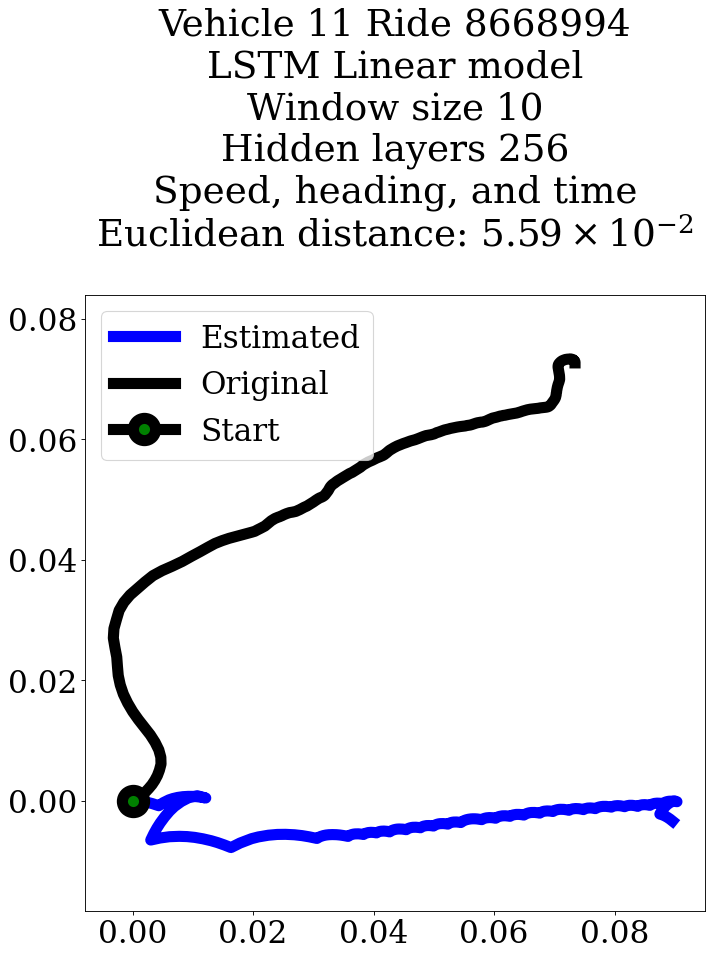 Vehicle 11 Ride 8668994
LSTM Linear model
Window size 10
Hidden layers 256
Speed, heading, and time
Euclidean distance: 5.59 × 10⁻²
Estimated
Original
Start
0.08
0.06
0.04
0.02
0.00
0.00 0.02 0.04 0.06 0.08